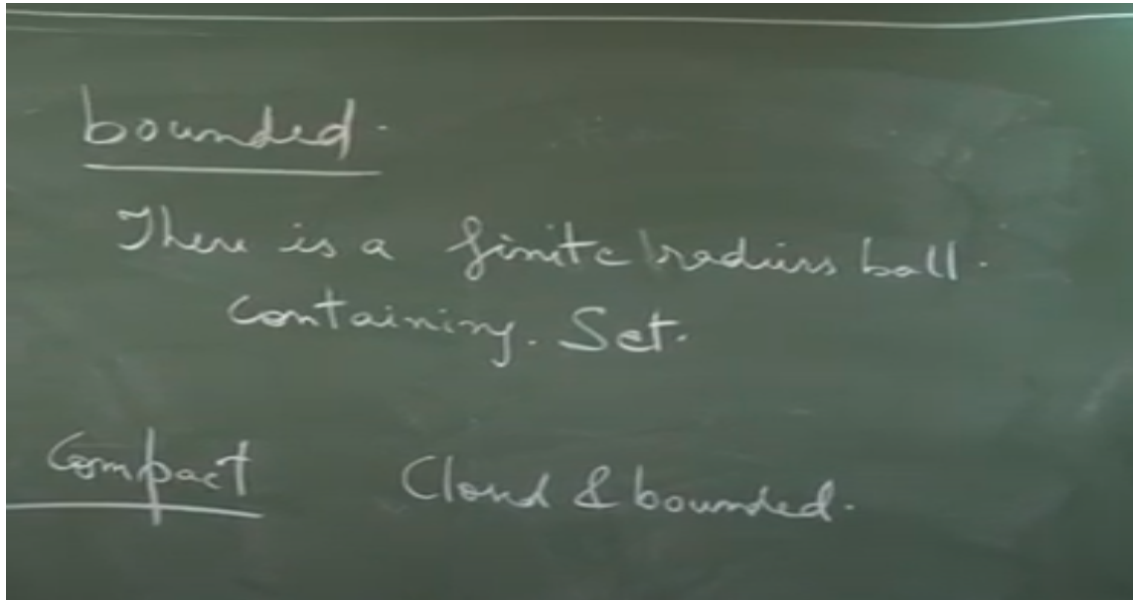 bounded.
There is a finite radius ball.
containing. Set.
Compact Closed & bounded.